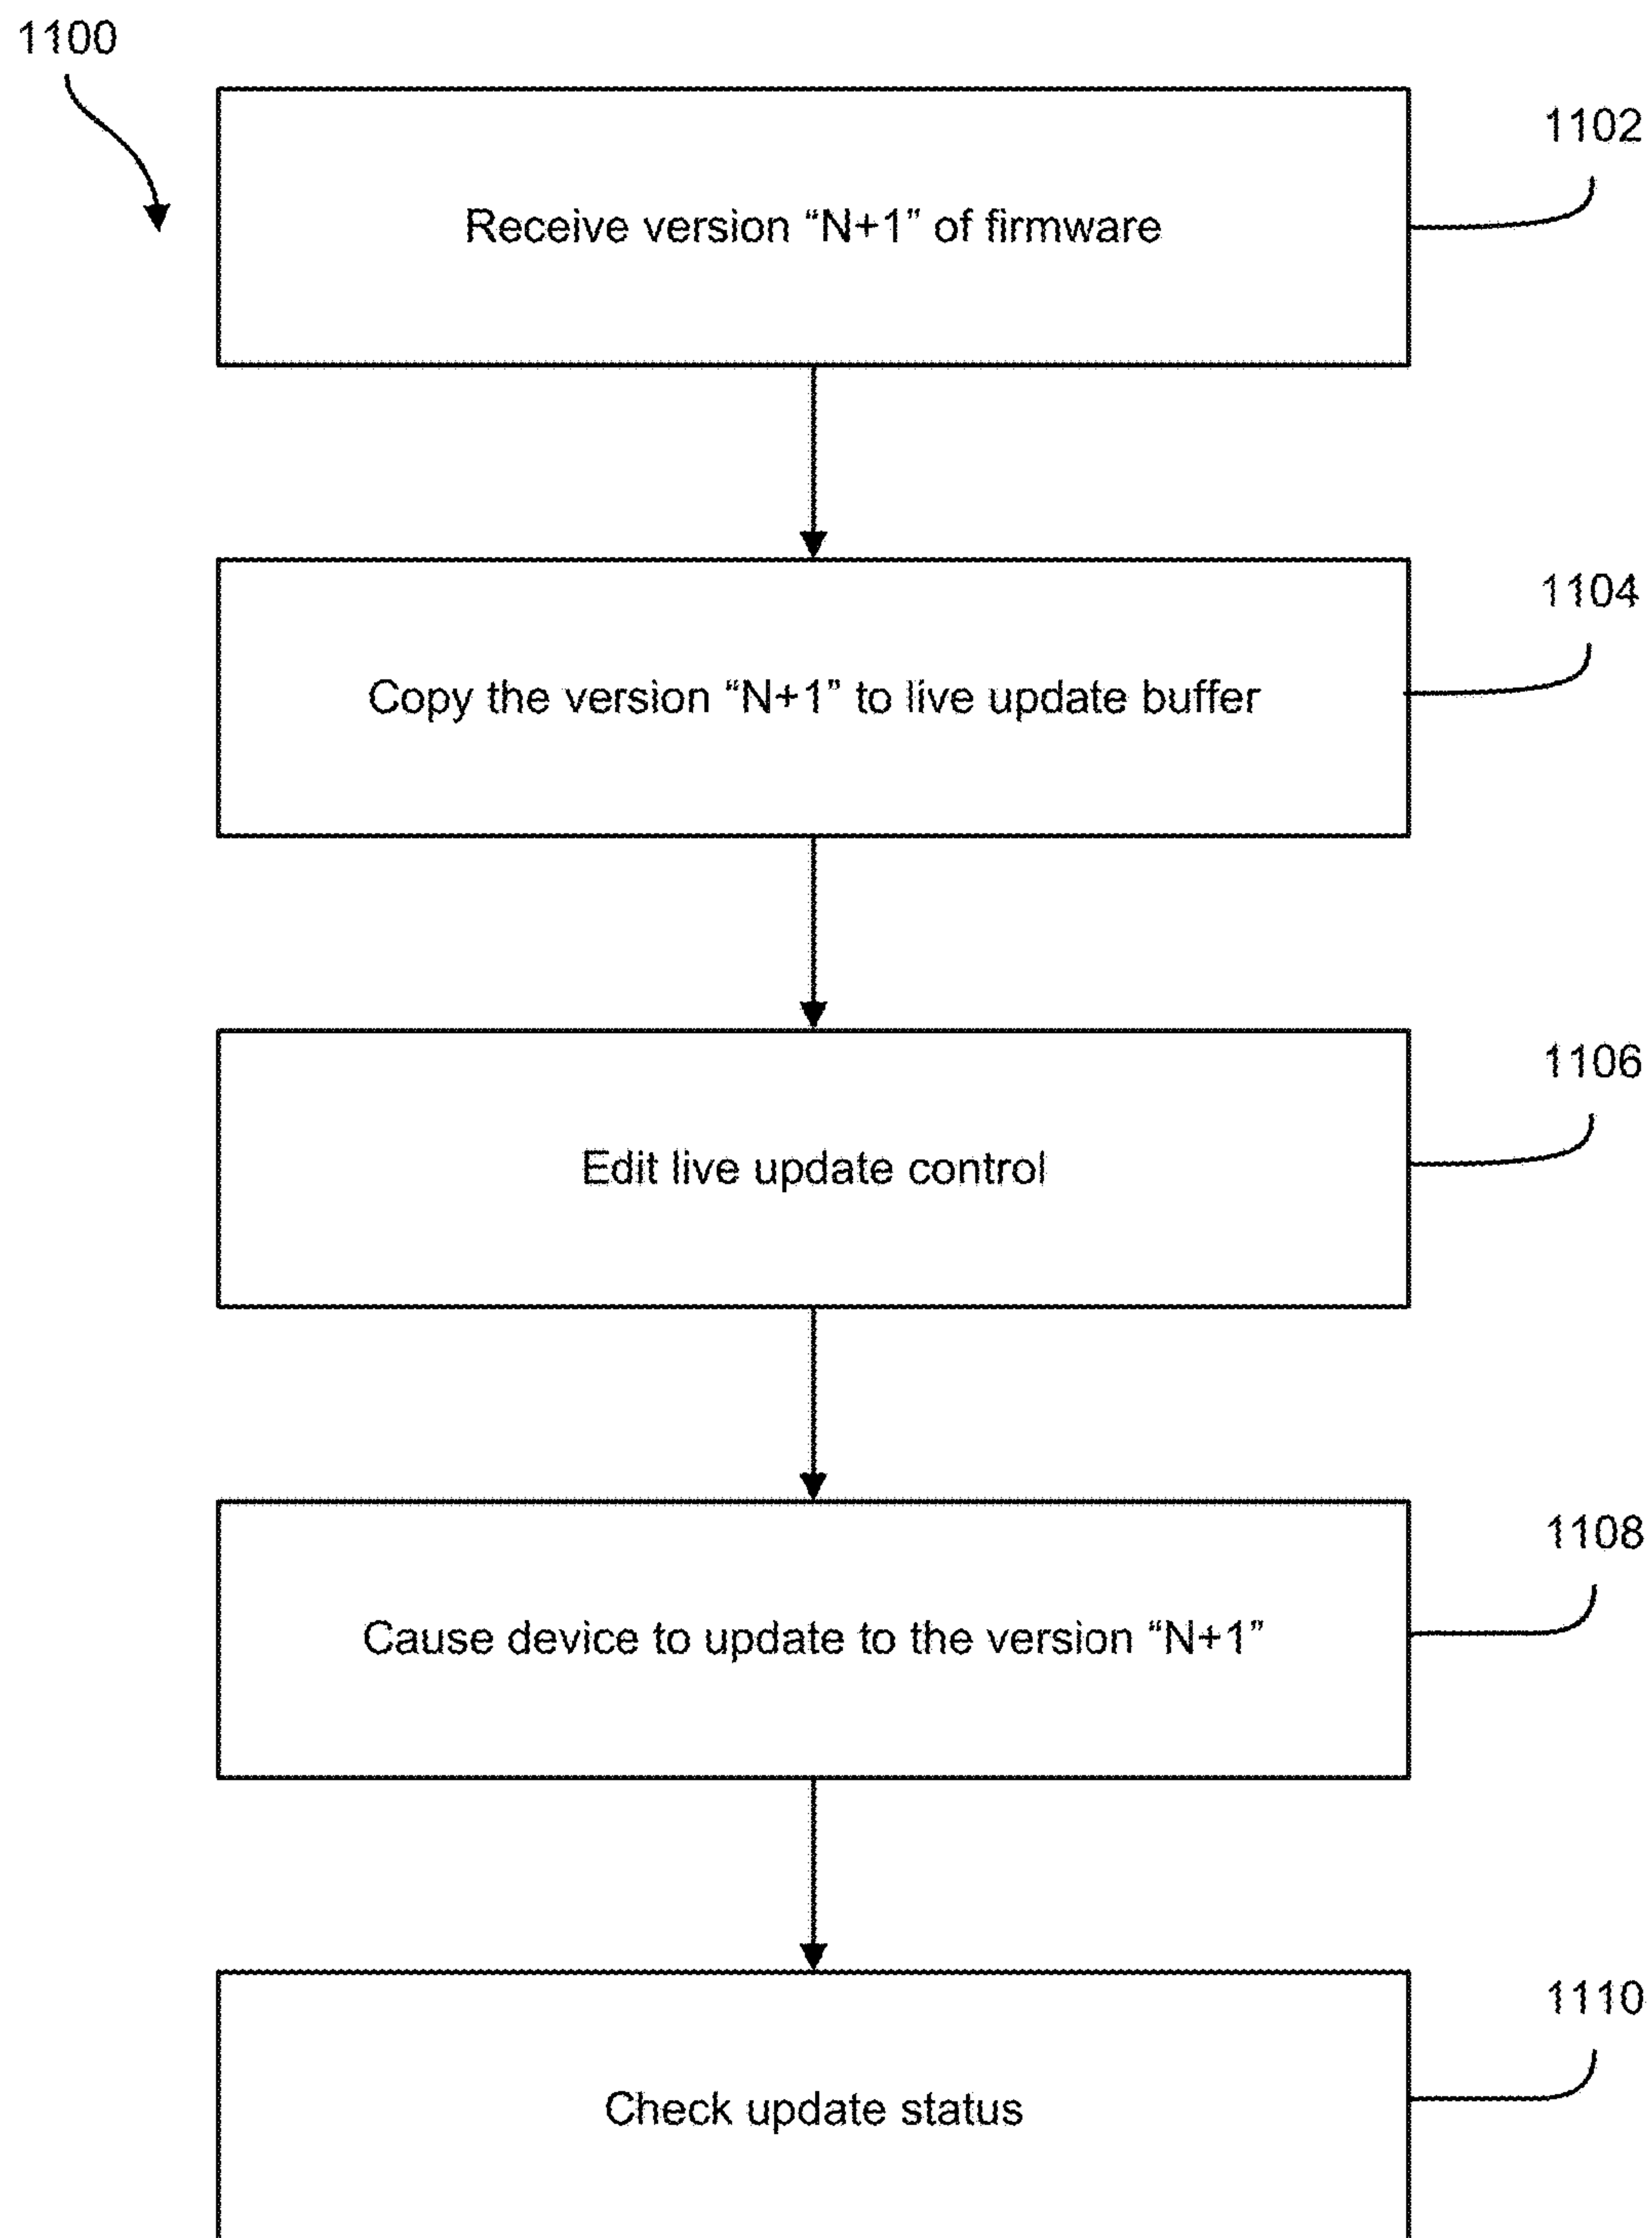 1100
1102
Receive version “N+1” of firmware
1104
Copy the version “N+1” to live update buffer
1106
Edit live update control
1108
Cause device to update to the version “N+1”
1110
Check update status